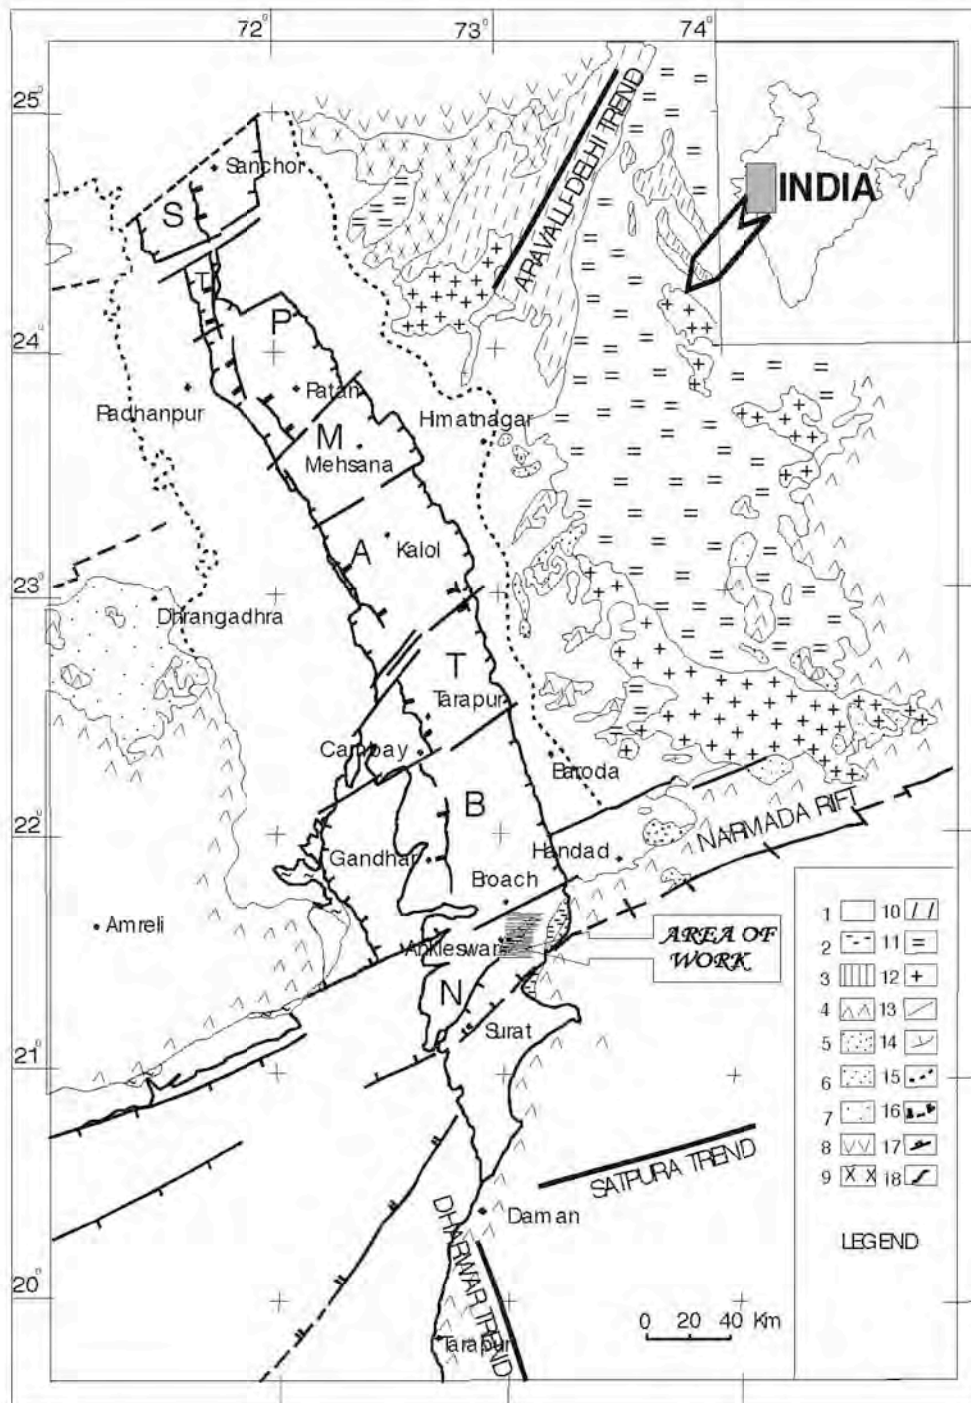 72° 73° 74°
25°
24°
23°
22°
21°
20°
Sanchor
S
T
P
Patan
Radhanpur
M
Mehsana
Himatnagar
A
Kalol
Dhrangadhra
T
Tarapur
Cambay
Baroda
B
Gandhar
Handad
Broach
Amreli
Ankleswar
N
Surat
Daman
Tarapur
ARAVALLI-DELHI TREND
INDIA
NARMADA RIFT
AREA OF
WORK
SATPURA TREND
DHARWAR TREND
0 20 40 Km
1 10
2 11
3 12
4 13
5 14
6 15
7 16
8 17
9 18
LEGEND